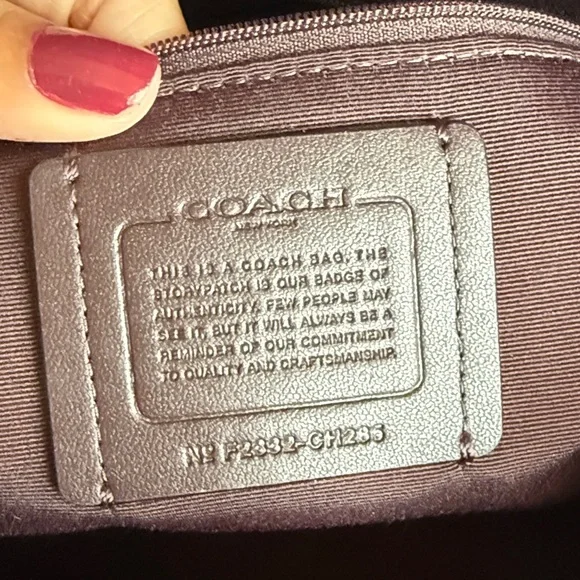 COACH
NEW YORK
THIS IS A COACH BAG. THE
STORYPATCH IS OUR BADGE OF
AUTHENTICITY. FEW PEOPLE MAY
SEE IT, BUT IT WILL ALWAYS BE A
REMINDER OF OUR COMMITMENT
TO QUALITY AND CRAFTSMANSHIP.
Nº F2332-CH285